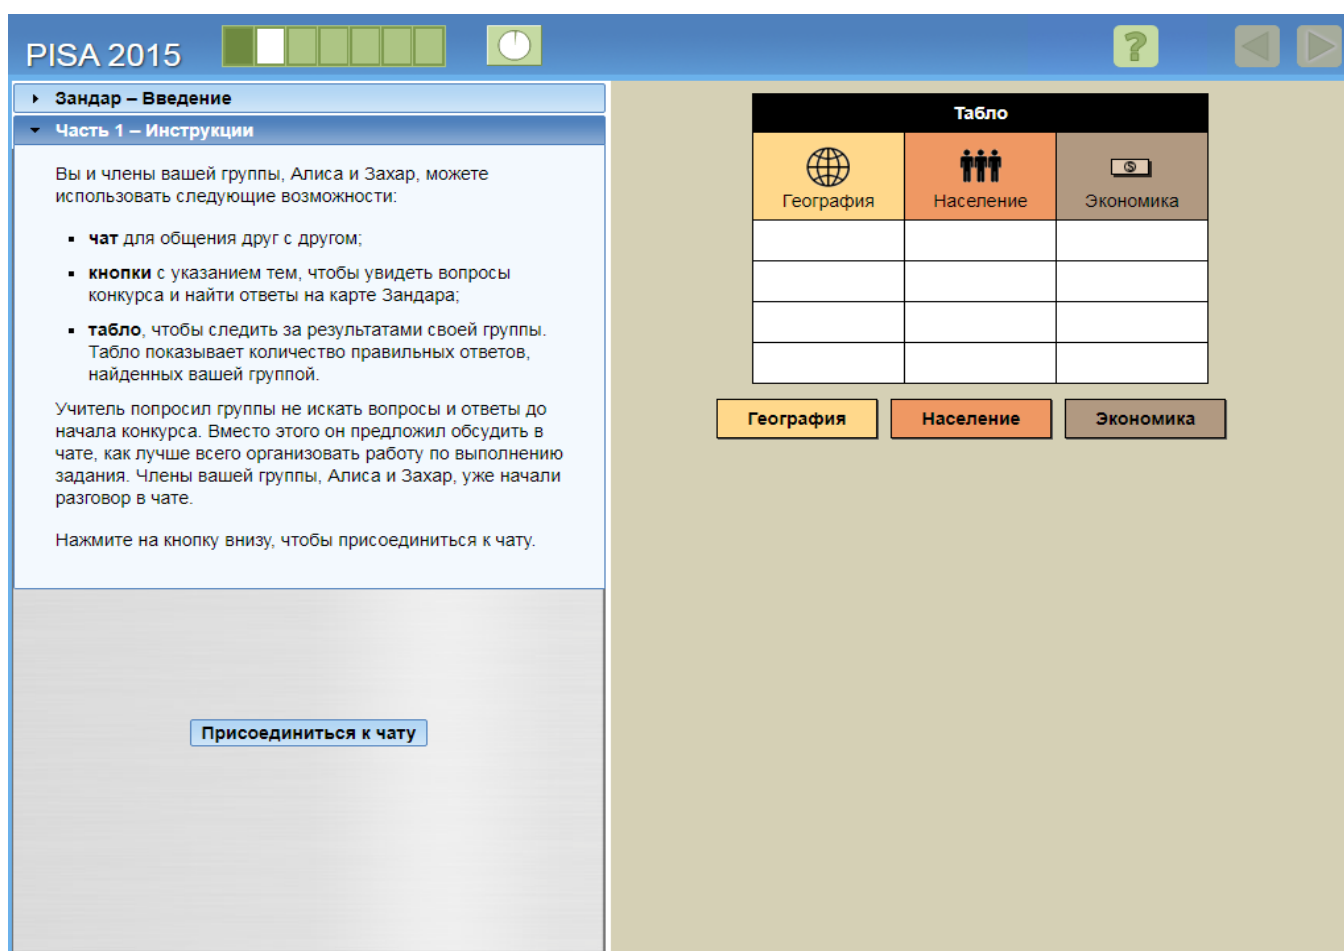 PISA 2015
?
Зандар – Введение
Часть 1 – Инструкции
Вы и члены вашей группы, Алиса и Захар, можете
использовать следующие возможности:
▪ чат для общения друг с другом;
▪ кнопки с указанием тем, чтобы увидеть вопросы
конкурса и найти ответы на карте Зандара;
▪ табло, чтобы следить за результатами своей группы.
Табло показывает количество правильных ответов,
найденных вашей группой.
Учитель попросил группы не искать вопросы и ответы до
начала конкурса. Вместо этого он предложил обсудить в
чате, как лучше всего организовать работу по выполнению
задания. Члены вашей группы, Алиса и Захар, уже начали
разговор в чате.
Нажмите на кнопку внизу, чтобы присоединиться к чату.
Присоединиться к чату
Табло
География Население Экономика
География Население Экономика